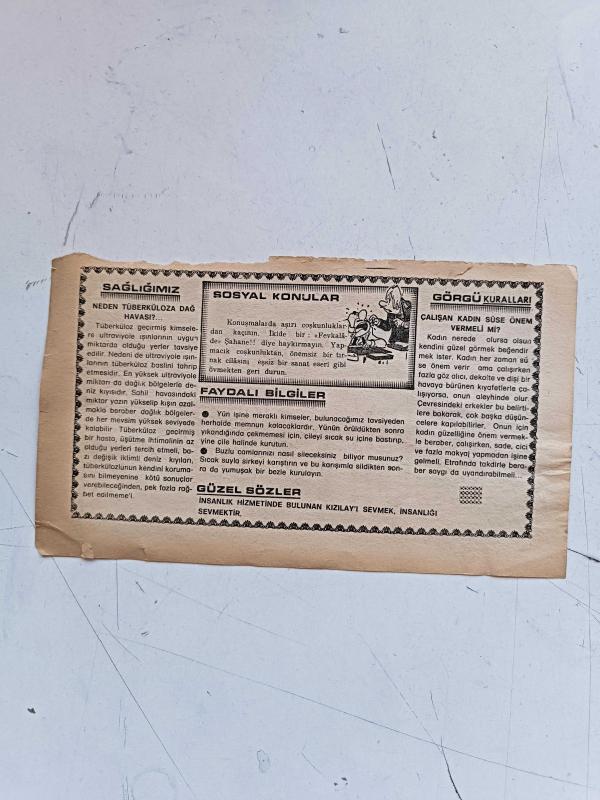 SAĞLIĞIMIZ
NEDEN TÜBERKÜLOZA DAĞ
HAVASI?...
Tüberküloz geçirmiş kimsele-
re ultraviyole ışınlarının uygun
miktarda olduğu yerler tavsiye
edilir. Nedeni de ultraviyole ışın-
larının tüberküloz basilini tahrip
etmesidir. En yüksek ultraviyole
miktarı da dağlık bölgelerle de-
niz kıyısıdır. Sahil havasındaki
miktar yazın yükselip kışın azal-
makla beraber dağlık bölgeler-
de her mevsim yüksek seviyede
kalabilir Tüberküloz geçirmiş
bir hasta, üşütme ihtimalinin az
olduğu yerleri tercih etmeli, ba-
zı değişik iklimli deniz kıyıları,
tüberkülozlunun kendini koruma-
sını bilmeyenine kötü sonuçlar
verebileceğinden, pek fazla rağ-
bet edilmeme'i.
SOSYAL KONULAR
Konuşmalarda aşırı coşkunluklar-
dan kaçının. İkide bir: «Fevkalâ-
de» Şahane!! diye haykırmayın. Yap-
macık coşkunluktan, önemsiz bir tır-
nak cilâsını eşsiz bir sanat eseri gibi
övmekten geri durun.
FAYDALI BİLGİLER
● Yün işine meraklı kimseler, bulunacağımız tavsiyeden
herhalde memnun kalacaklardır. Yünün örüldükten sonra
yıkandığında çekmemesi için, çileyi sıcak su içine bastırıp,
yine çile halinde kurutun.
● Buzlu camlarınızı nasıl sileceksiniz biliyor musunuz?
Sıcak suyla sirkeyi karıştırın ve bu karışımla sildikten son-
ra da yumuşak bir bezle kurulayın.
GÜZEL SÖZLER
İNSANLIK HİZMETİNDE BULUNAN KIZILAY'I SEVMEK, İNSANLIĞI
SEVMEKTİR.
GÖRGÜ KURALLARI
ÇALIŞAN KADIN SÜSE ÖNEM
VERMELİ Mİ?
Kadın nerede olursa olsun
kendini güzel görmek beğendir
mek ister. Kadın her zaman sü
se önem verir ama çalışırken
fazla göz alıcı, dekolte ve dişi bir
havaya bürünen kıyafetlerle ça-
lışıyorsa, onun aleyhinde olur
Çevresindeki erkekler bu belirti-
lere bakarak, çok başka düşün-
celere kapılabilirler. Onun için
kadın güzelliğine önem vermek-
le beraber, çalışırken, sade, cici
ve fazla makyaj yapmadan işine
gelmeli. Etrafında takdirle bera-
ber saygı da uyandırabilmeli...